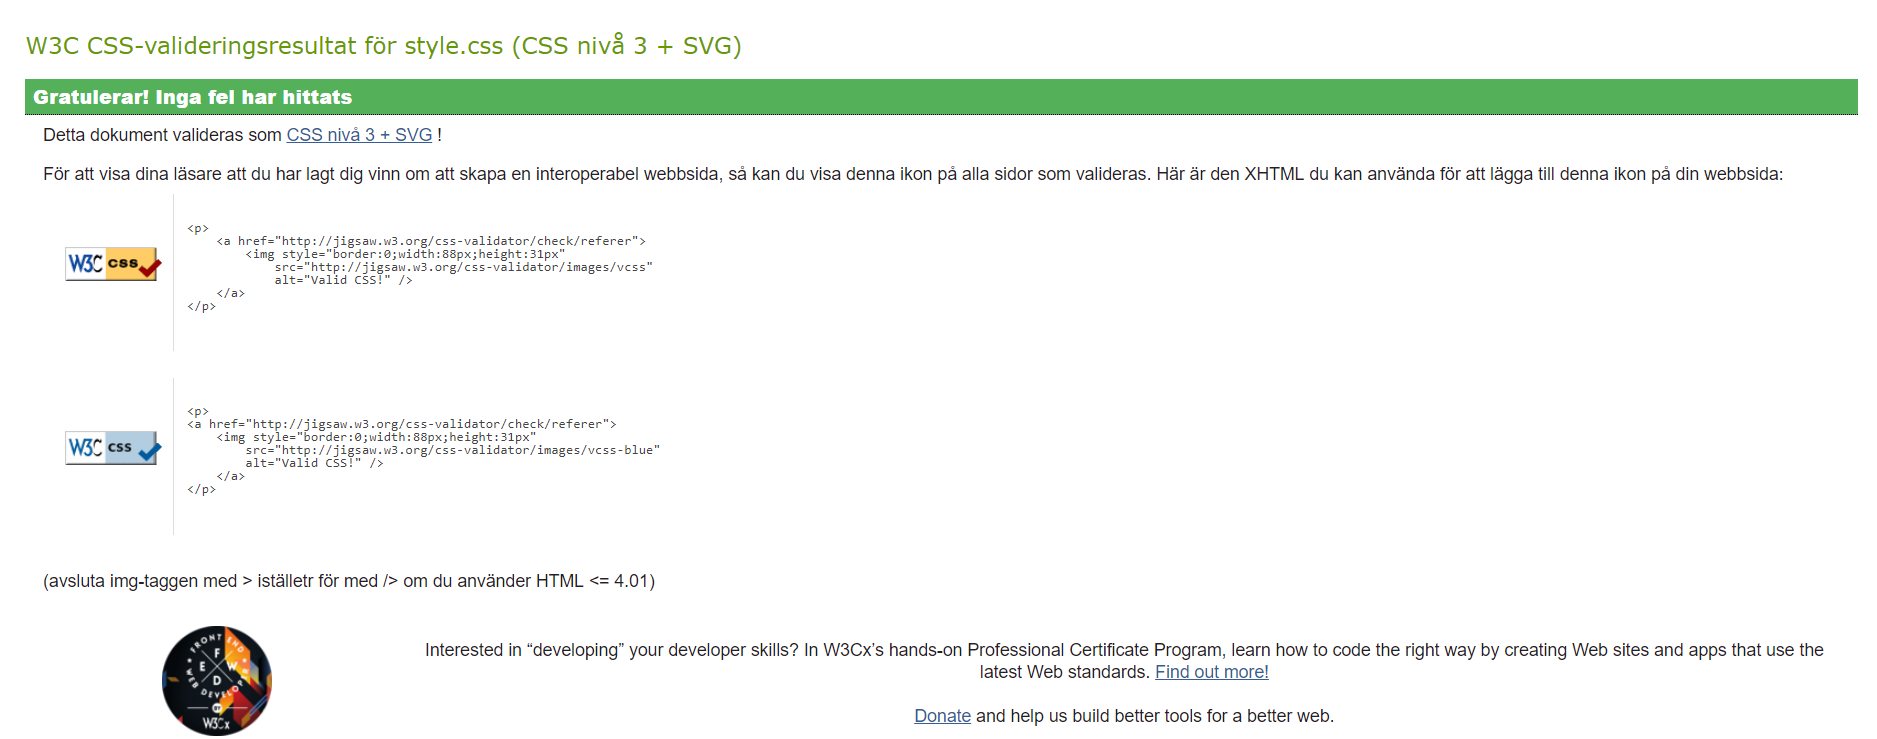 W3C CSS-valideringsresultat för style.css (CSS nivå 3 + SVG)
Gratulerar! Inga fel har hittats
Detta dokument valideras som CSS nivå 3 + SVG !
För att visa dina läsare att du har lagt dig vinn om att skapa en interoperabel webbsida, så kan du visa denna ikon på alla sidor som valideras. Här är den XHTML du kan använda för att lägga till denna ikon på din webbsida:
W3C css
<p>
    <a href="http://jigsaw.w3.org/css-validator/check/referer">
        <img style="border:0;width:88px;height:31px"
            src="http://jigsaw.w3.org/css-validator/images/vcss"
            alt="Valid CSS!" />
    </a>
</p>
W3C css
<p>
<a href="http://jigsaw.w3.org/css-validator/check/referer">
    <img style="border:0;width:88px;height:31px"
        src="http://jigsaw.w3.org/css-validator/images/vcss-blue"
        alt="Valid CSS!" />
    </a>
</p>
(avsluta img-taggen med > iställetr för med /> om du använder HTML <= 4.01)
FRONT END
F
E W
D
WEB DEVELOPER
BY
W3Cx
Interested in “developing” your developer skills? In W3Cx’s hands-on Professional Certificate Program, learn how to code the right way by creating Web sites and apps that use the
latest Web standards. Find out more!
Donate and help us build better tools for a better web.